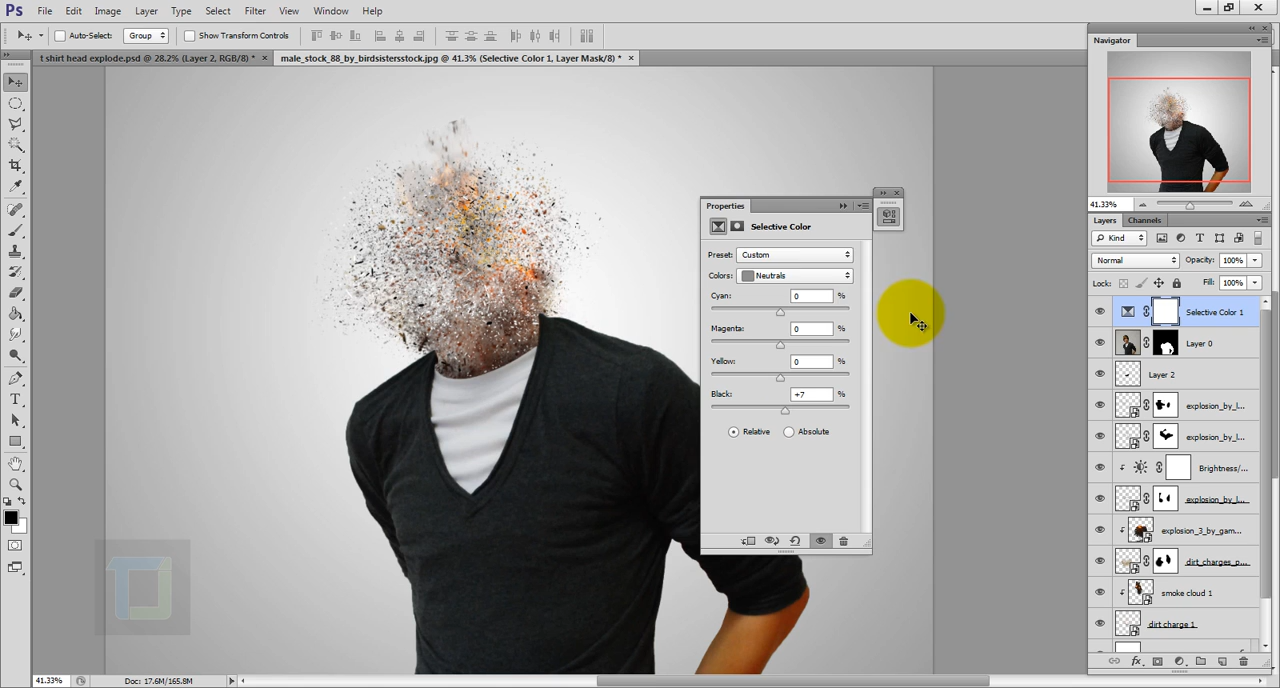 Ps File Edit Image Layer Type Select Filter View Window Help
Auto-Select: Group Show Transform Controls
t shirt head explode.psd @ 28.2% (Layer 2, RGB/8) * × male_stock_88_by_birdsistersstock.jpg @ 41.3% (Selective Color 1, Layer Mask/8) * ×
Navigator
41.33%
Properties
Selective Color
Preset: Custom
Colors: Neutrals
Cyan: 0 %
Magenta: 0 %
Yellow: 0 %
Black: +7 %
Relative Absolute
Layers Channels
Kind
Normal Opacity: 100%
Lock: Fill: 100%
Selective Color 1
Layer 0
Layer 2
explosion_by_l...
explosion_by_l...
Brightness/...
explosion_by_l...
explosion_3_by_gam...
dirt_charges_p...
smoke cloud 1
dirt charge 1
41.33% Doc: 17.6M/165.8M